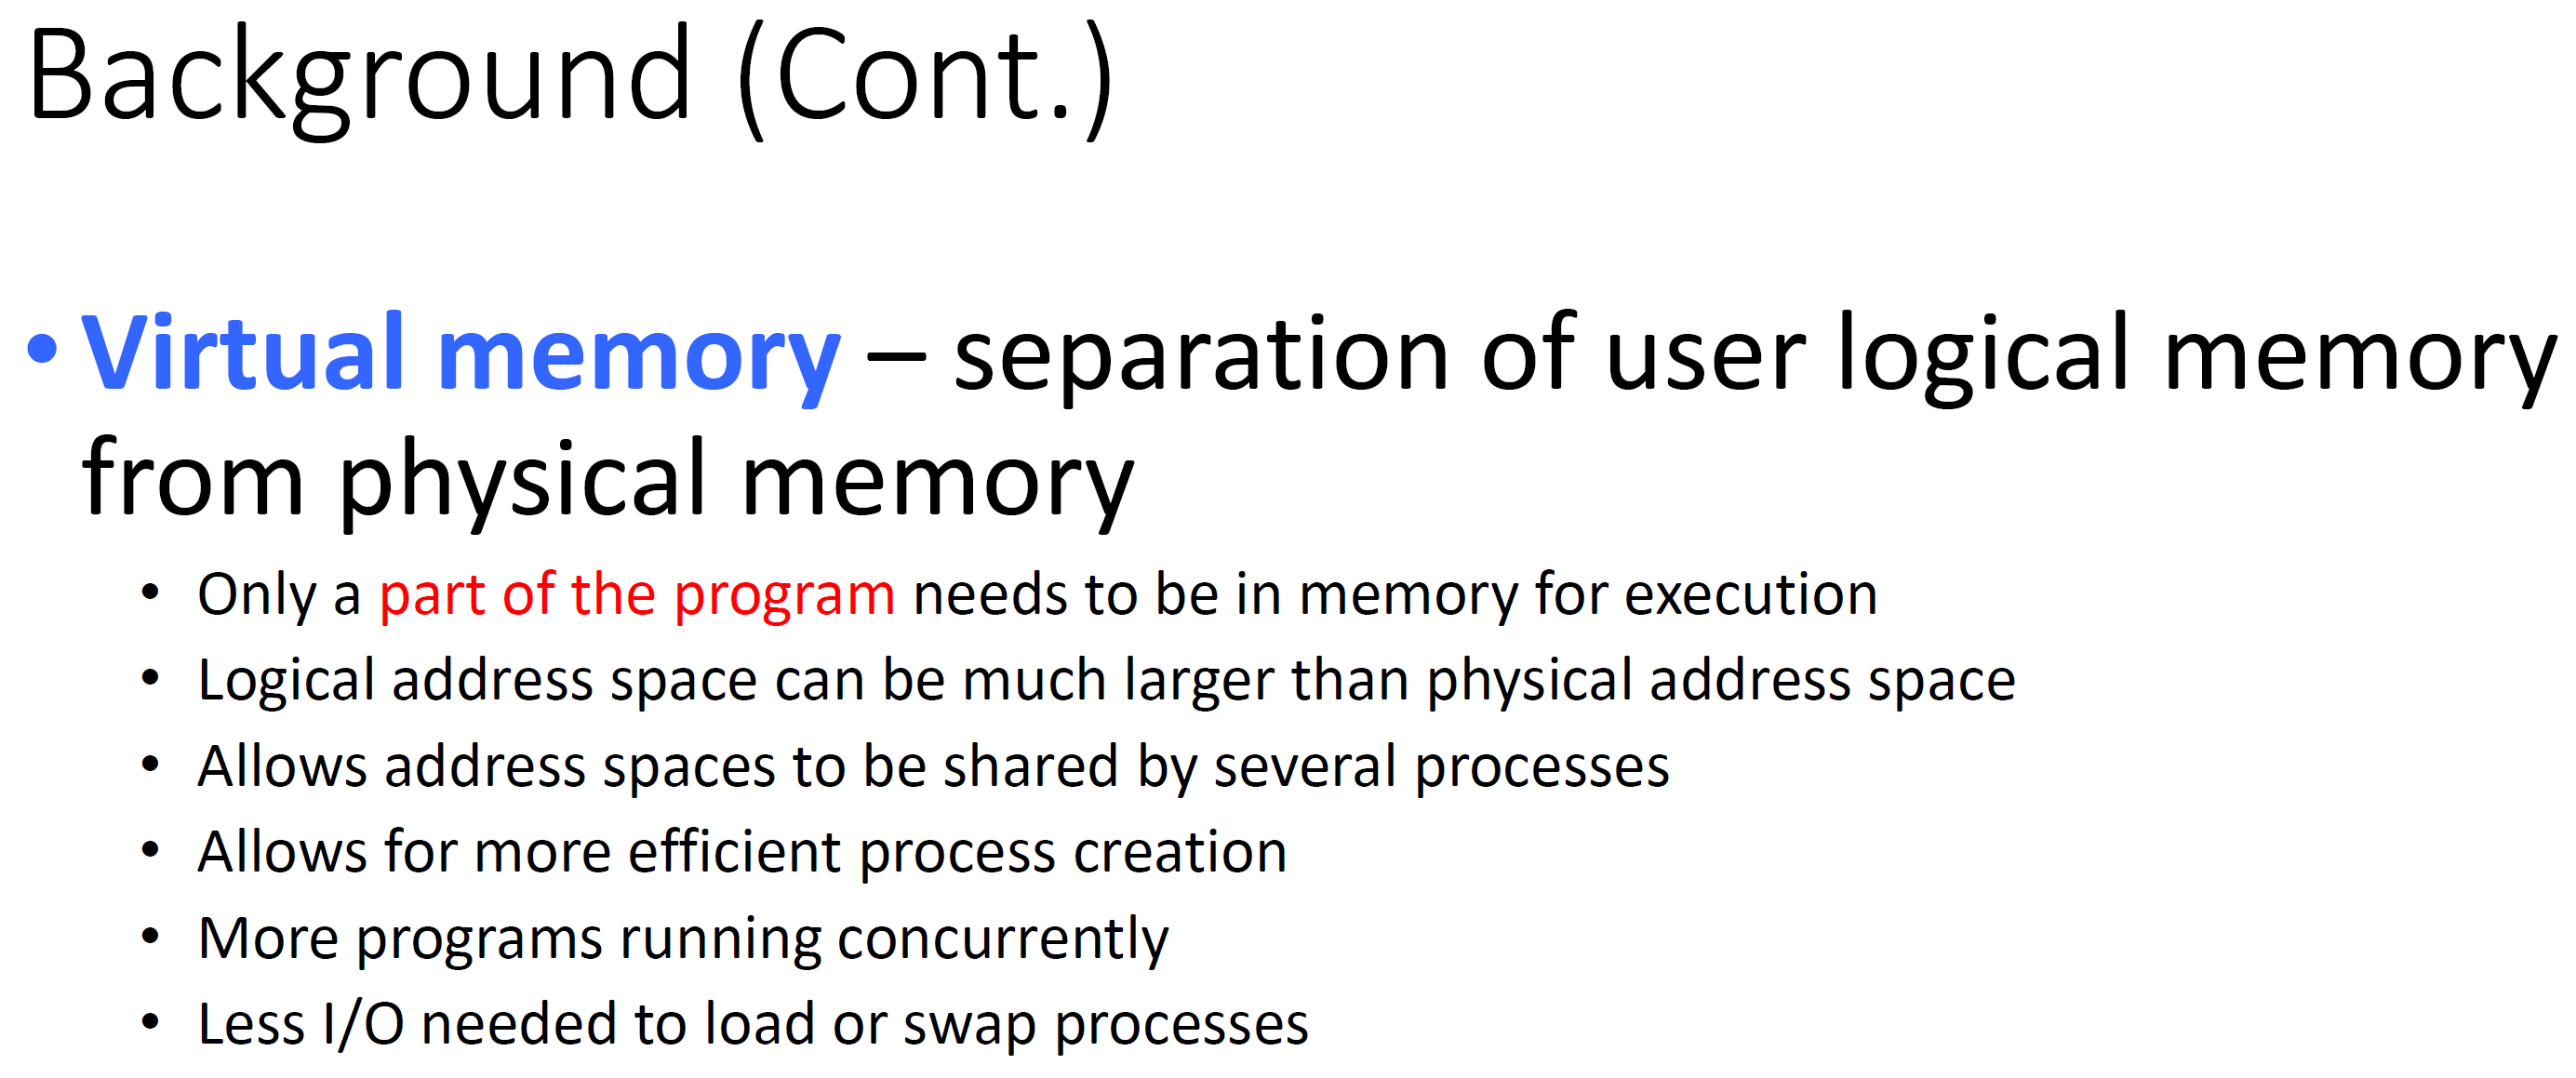 Background (Cont.)
• Virtual memory – separation of user logical memory
from physical memory
• Only a part of the program needs to be in memory for execution
• Logical address space can be much larger than physical address space
• Allows address spaces to be shared by several processes
• Allows for more efficient process creation
• More programs running concurrently
• Less I/O needed to load or swap processes